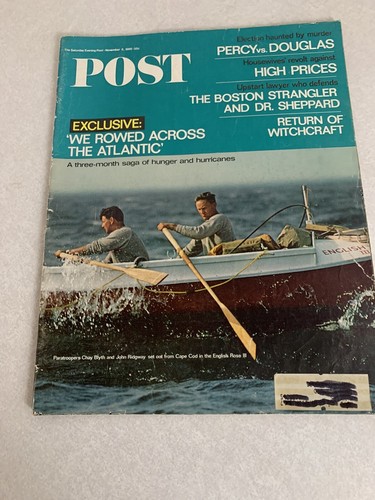 The Saturday Evening Post
POST
Election haunted by murder
PERCY vs. DOUGLAS
Housewives' revolt against
HIGH PRICES
Upstart lawyer who defends
THE BOSTON STRANGLER
AND DR. SHEPPARD
RETURN OF
WITCHCRAFT
EXCLUSIVE:
'WE ROWED ACROSS
THE ATLANTIC'
A three-month saga of hunger and hurricanes
ENGLISH
Paratroopers Chay Blyth and John Ridgway set out from Cape Cod in the English Rose III